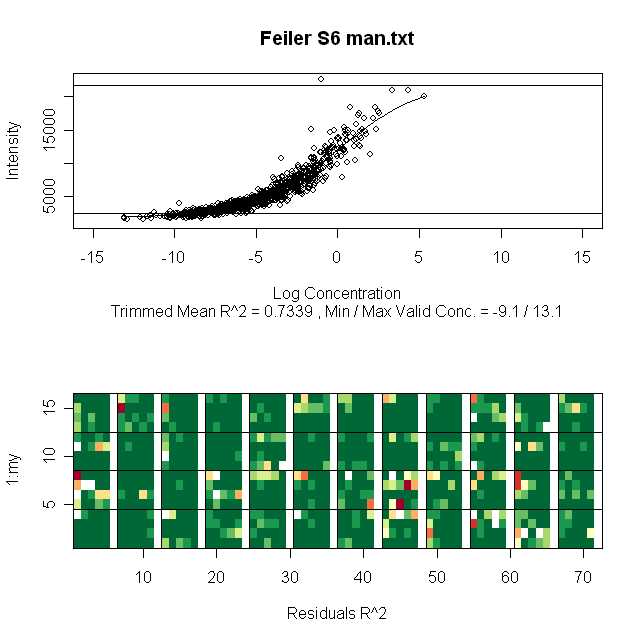 Feiler S6 man.txt
Intensity
15000
5000
-15 -10 -5 0 5 10 15
Log Concentration
Trimmed Mean R^2 = 0.7339 , Min / Max Valid Conc. = -9.1 / 13.1
1:my
15
10
5
10 20 30 40 50 60 70
Residuals R^2